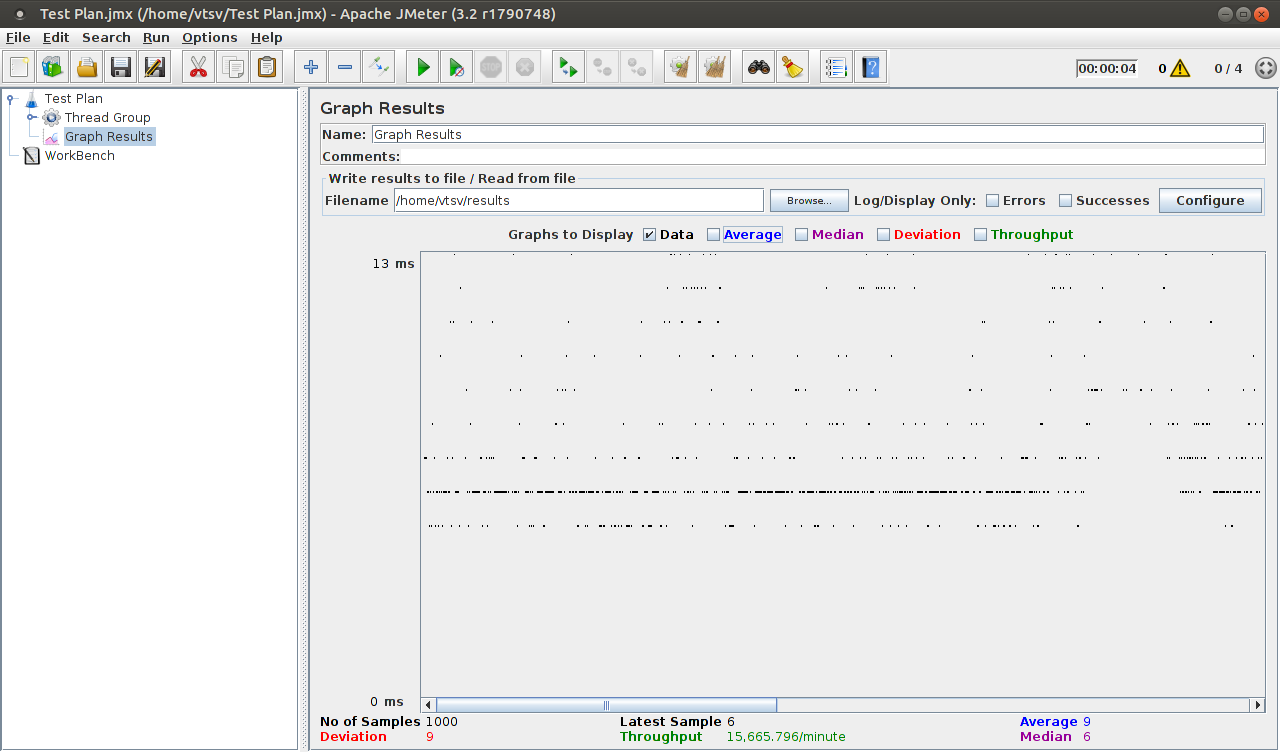 Test Plan.jmx (/home/vtsv/Test Plan.jmx) - Apache JMeter (3.2 r1790748)
File Edit Search Run Options Help
STOP 00:00:04 0 0 / 4
Test Plan
Thread Group
Graph Results
WorkBench
Graph Results
Name: Graph Results
Comments:
Write results to file / Read from file
Filename /home/vtsv/results Browse... Log/Display Only: Errors Successes Configure
Graphs to Display Data Average Median Deviation Throughput
13 ms
0 ms
No of Samples 1000 Latest Sample 6 Average 9
Deviation 9 Throughput 15,665.796/minute Median 6